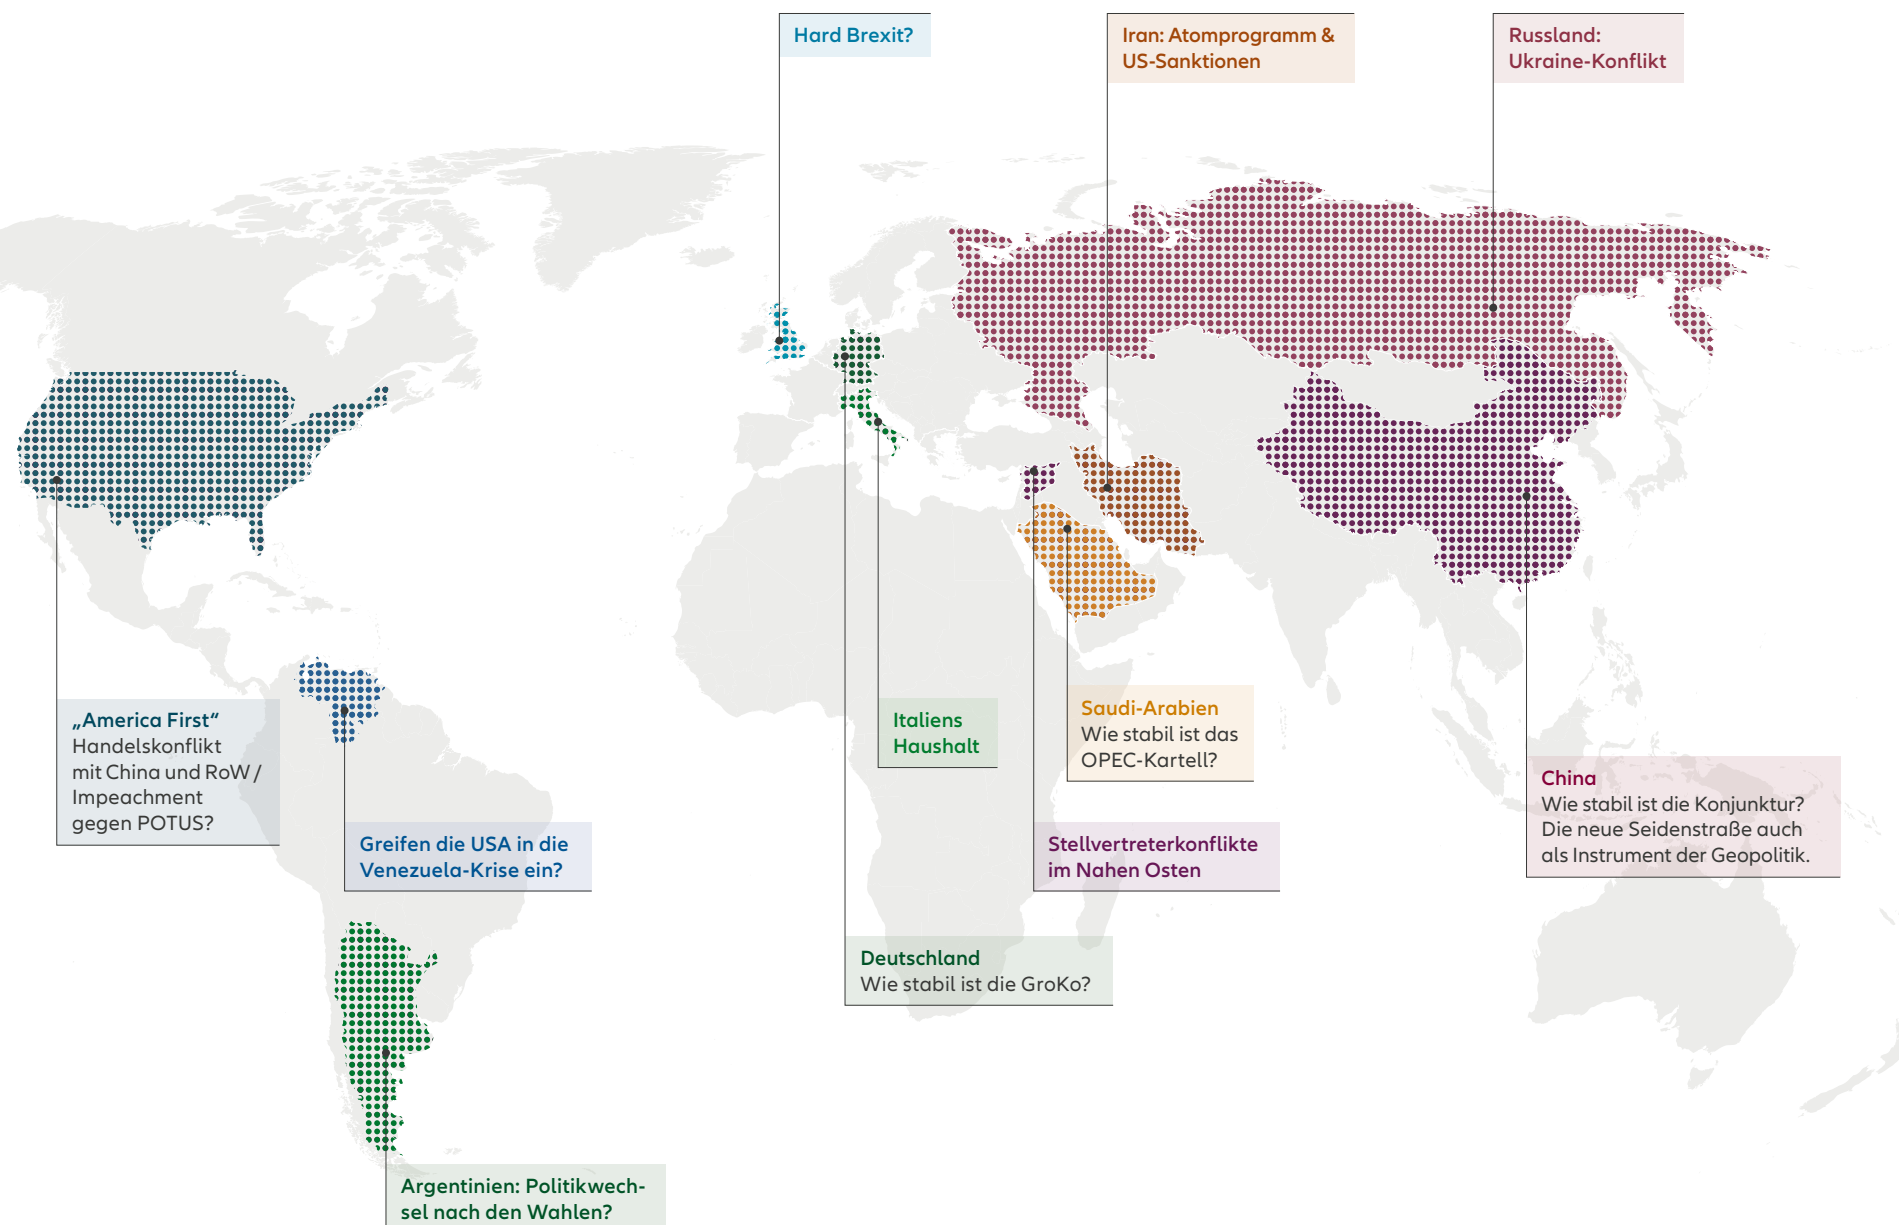 Hard Brexit?
Iran: Atomprogramm &
US-Sanktionen
Russland:
Ukraine-Konflikt
„America First“
Handelskonflikt
mit China und RoW /
Impeachment
gegen POTUS?
Greifen die USA in die
Venezuela-Krise ein?
Italiens
Haushalt
Saudi-Arabien
Wie stabil ist das
OPEC-Kartell?
China
Wie stabil ist die Konjunktur?
Die neue Seidenstraße auch
als Instrument der Geopolitik.
Stellvertreterkonflikte
im Nahen Osten
Deutschland
Wie stabil ist die GroKo?
Argentinien: Politikwech-
sel nach den Wahlen?